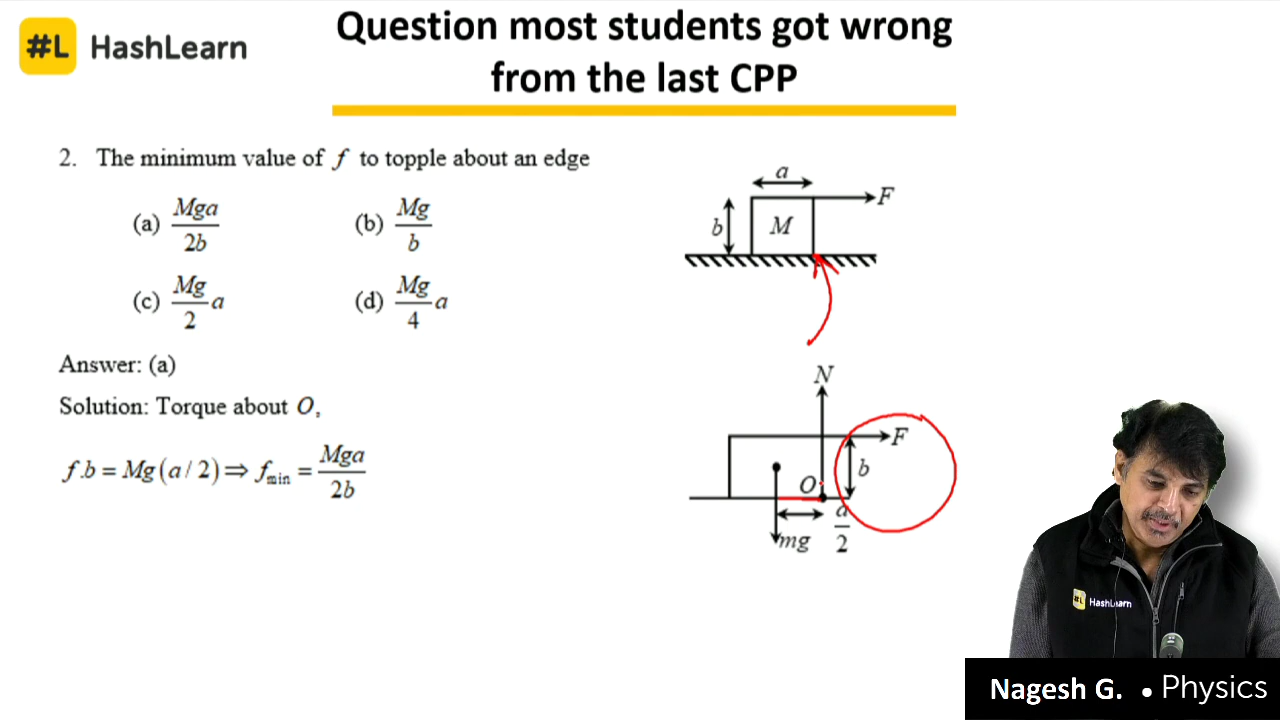 #L HashLearn
Question most students got wrong
from the last CPP
2. The minimum value of f to topple about an edge
(a) Mga/2b (b) Mg/b
(c) Mg/2 a (d) Mg/4 a
Answer: (a)
Solution: Torque about O,
f.b = Mg(a/2) ⇒ f_min = Mga/2b
a
F
b
M
N
F
b
O
a/2
mg
#L HashLearn
Nagesh G. • Physics